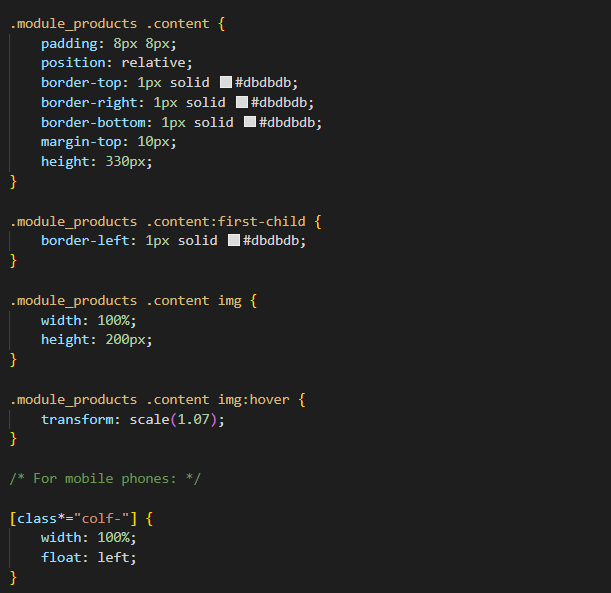 .module_products .content {
    padding: 8px 8px;
    position: relative;
    border-top: 1px solid #dbdbdb;
    border-right: 1px solid #dbdbdb;
    border-bottom: 1px solid #dbdbdb;
    margin-top: 10px;
    height: 330px;
}

.module_products .content:first-child {
    border-left: 1px solid #dbdbdb;
}

.module_products .content img {
    width: 100%;
    height: 200px;
}

.module_products .content img:hover {
    transform: scale(1.07);
}

/* For mobile phones: */

[class*="colf-"] {
    width: 100%;
    float: left;
}